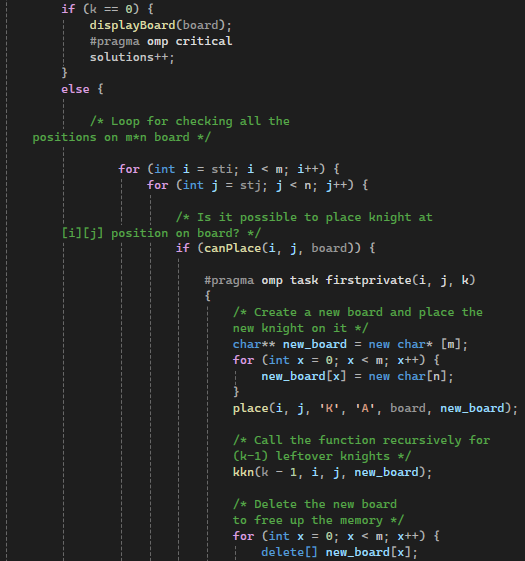 if (k == 0) {
displayBoard(board);
#pragma omp critical
solutions++;
}
else {
/* Loop for checking all the
positions on m*n board */
for (int i = sti; i < m; i++) {
for (int j = stj; j < n; j++) {
/* Is it possible to place knight at
[i][j] position on board? */
if (canPlace(i, j, board)) {
#pragma omp task firstprivate(i, j, k)
{
/* Create a new board and place the
new knight on it */
char** new_board = new char* [m];
for (int x = 0; x < m; x++) {
new_board[x] = new char[n];
}
place(i, j, 'K', 'A', board, new_board);
/* Call the function recursively for
(k-1) leftover knights */
kkn(k - 1, i, j, new_board);
/* Delete the new board
to free up the memory */
for (int x = 0; x < m; x++) {
delete[] new_board[x];